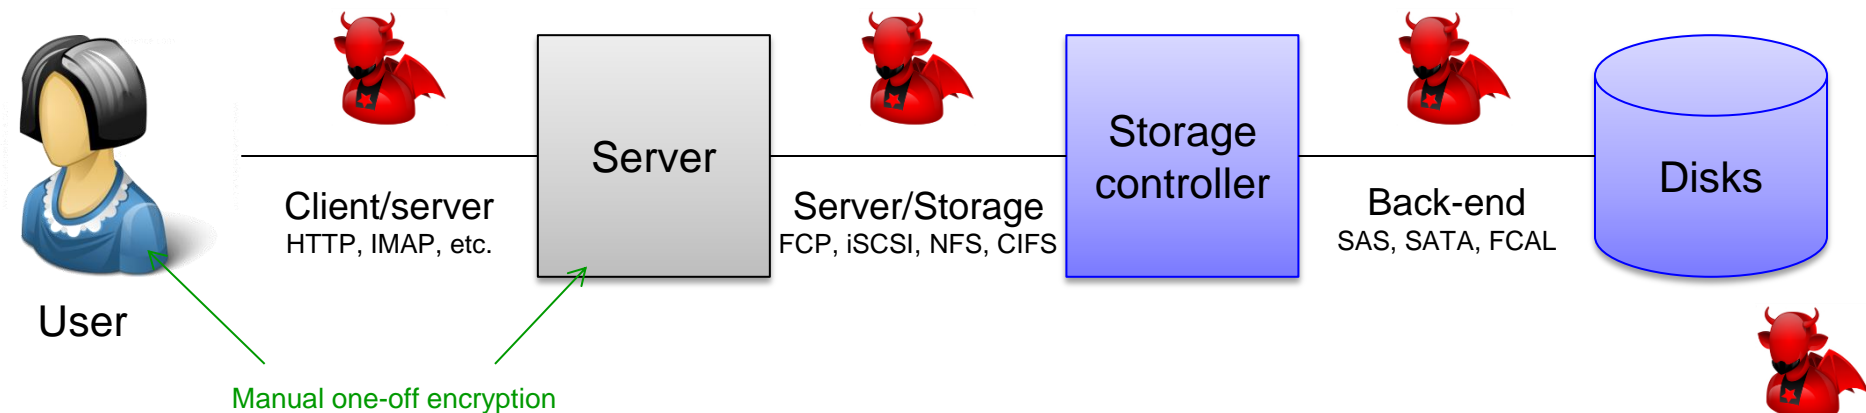 Server
Storage
controller
Disks
Client/server
HTTP, IMAP, etc.
Server/Storage
FCP, iSCSI, NFS, CIFS
Back-end
SAS, SATA, FCAL
User
Manual one-off encryption